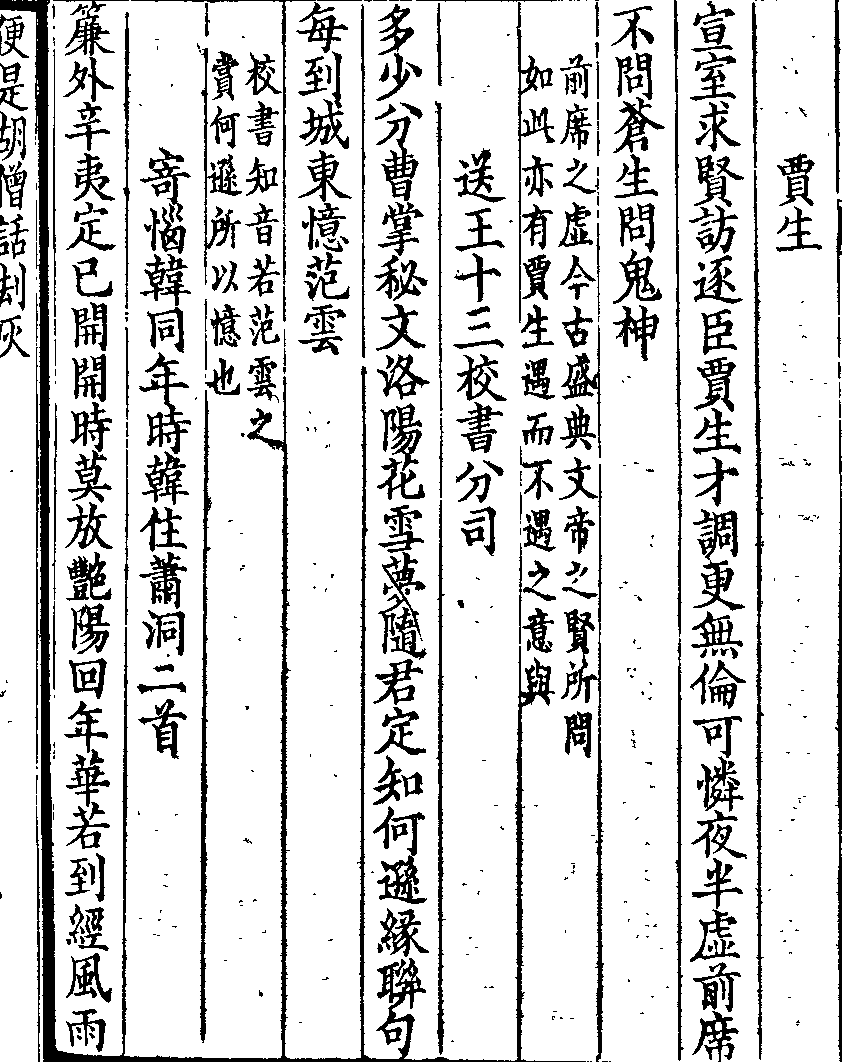 賈生
宣室求賢訪逐臣賈生才調更無倫可憐夜半虛前席
不問蒼生問鬼神
前席之虛今古盛典文帝之賢所問
如此亦有賈生遇而不遇之意與
送王十三校書分司
多少分曹掌秘文洛陽花雪夢隨君定知何遜緣聯句
每到城東憶范雲
校書知音若范雲之
賞何遜所以憶也
寄惱韓同年時韓住蕭洞二首
簾外辛夷定已開開時莫放艷陽回年華若到經風雨
便是胡僧話劫灰